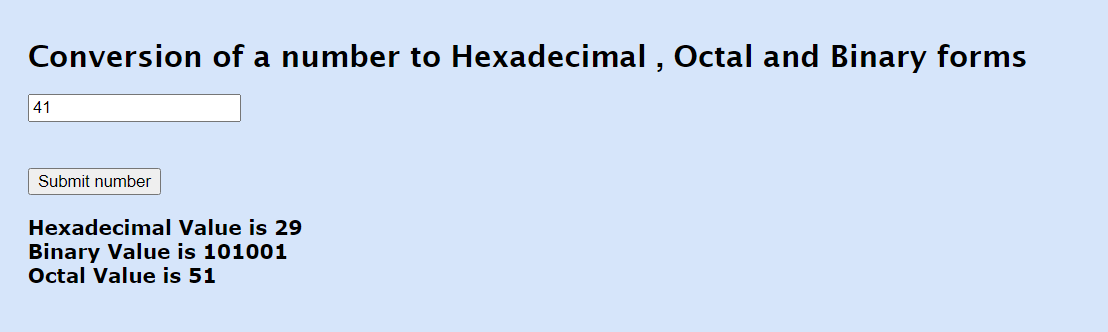 Conversion of a number to Hexadecimal , Octal and Binary forms
41
Submit number
Hexadecimal Value is 29
Binary Value is 101001
Octal Value is 51